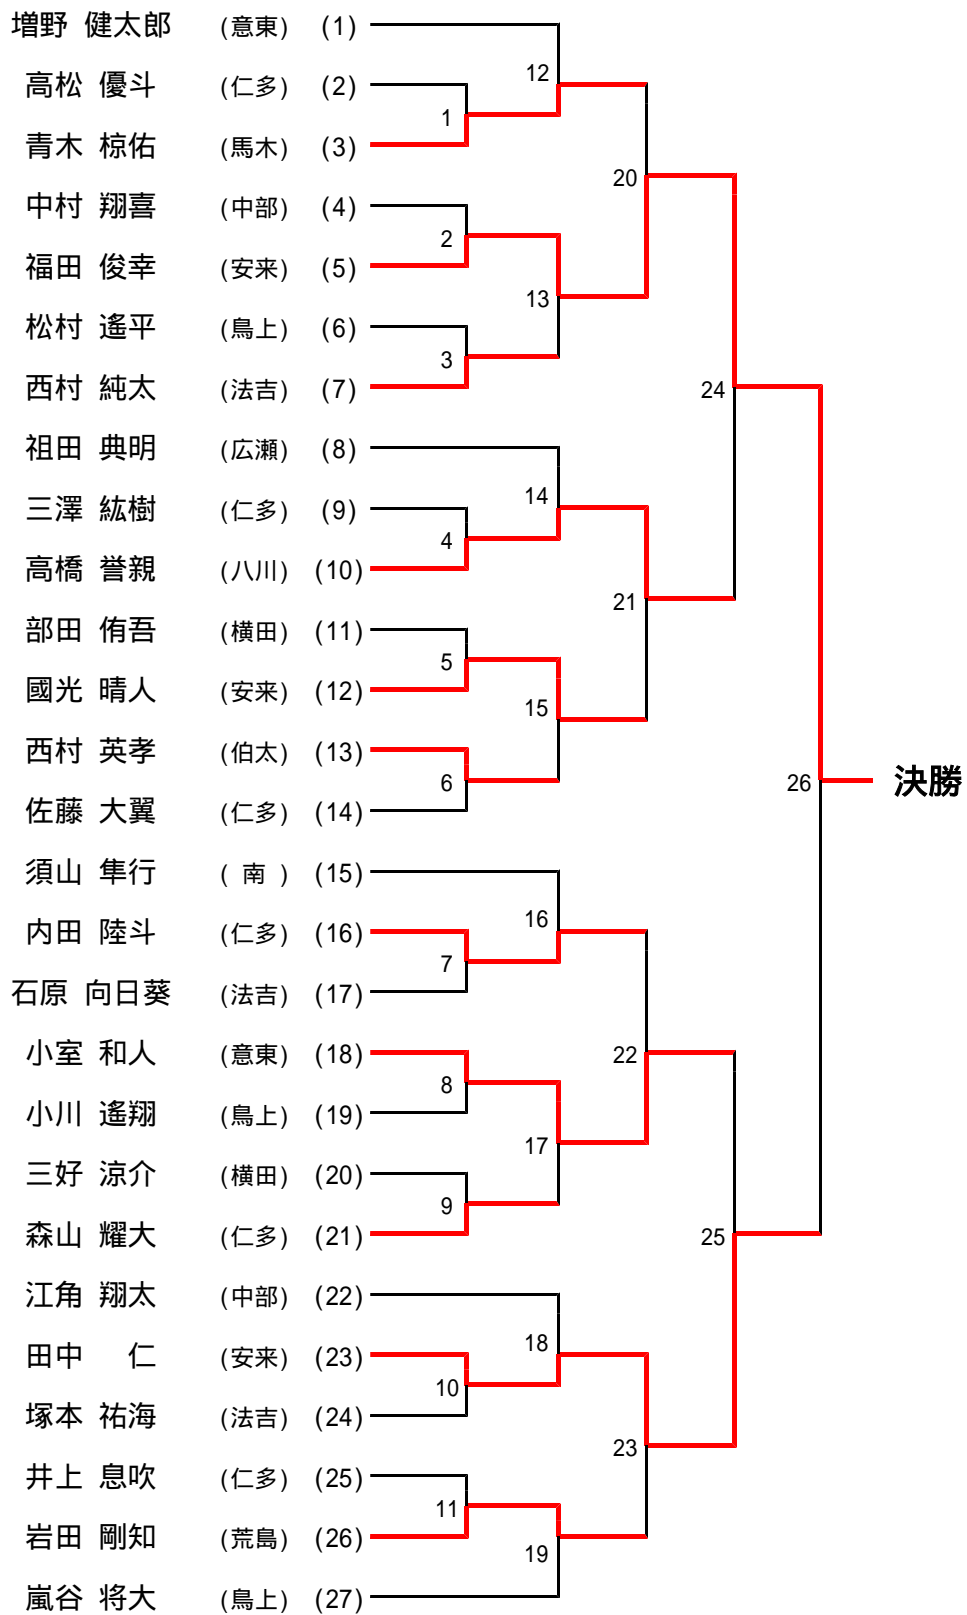 増野 健太郎 (意東) (1)
高松 優斗 (仁多) (2)
青木 椋佑 (馬木) (3)
中村 翔喜 (中部) (4)
福田 俊幸 (安来) (5)
松村 遙平 (鳥上) (6)
西村 純太 (法吉) (7)
祖田 典明 (広瀬) (8)
三澤 紘樹 (仁多) (9)
高橋 誉親 (八川) (10)
部田 侑吾 (横田) (11)
國光 晴人 (安来) (12)
西村 英孝 (伯太) (13)
佐藤 大翼 (仁多) (14)
須山 隼行 (南) (15)
内田 陸斗 (仁多) (16)
石原 向日葵 (法吉) (17)
小室 和人 (意東) (18)
小川 遙翔 (鳥上) (19)
三好 涼介 (横田) (20)
森山 耀大 (仁多) (21)
江角 翔太 (中部) (22)
田中 仁 (安来) (23)
塚本 祐海 (法吉) (24)
井上 息吹 (仁多) (25)
岩田 剛知 (荒島) (26)
嵐谷 将大 (鳥上) (27)
1
2
3
4
5
6
7
8
9
10
11
12
13
14
15
16
17
18
19
20
21
22
23
24
25
26
決勝